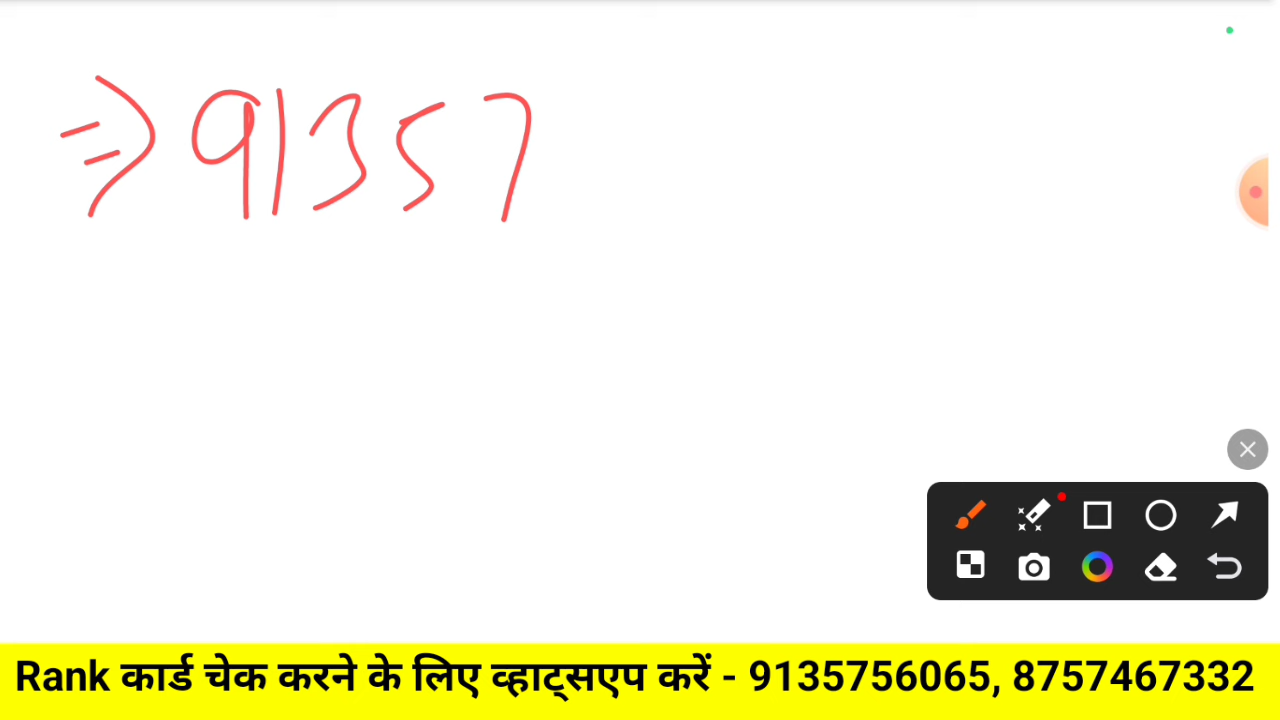 ⇒ 91357
Rank कार्ड चेक करने के लिए व्हाट्सएप करें - 9135756065, 8757467332